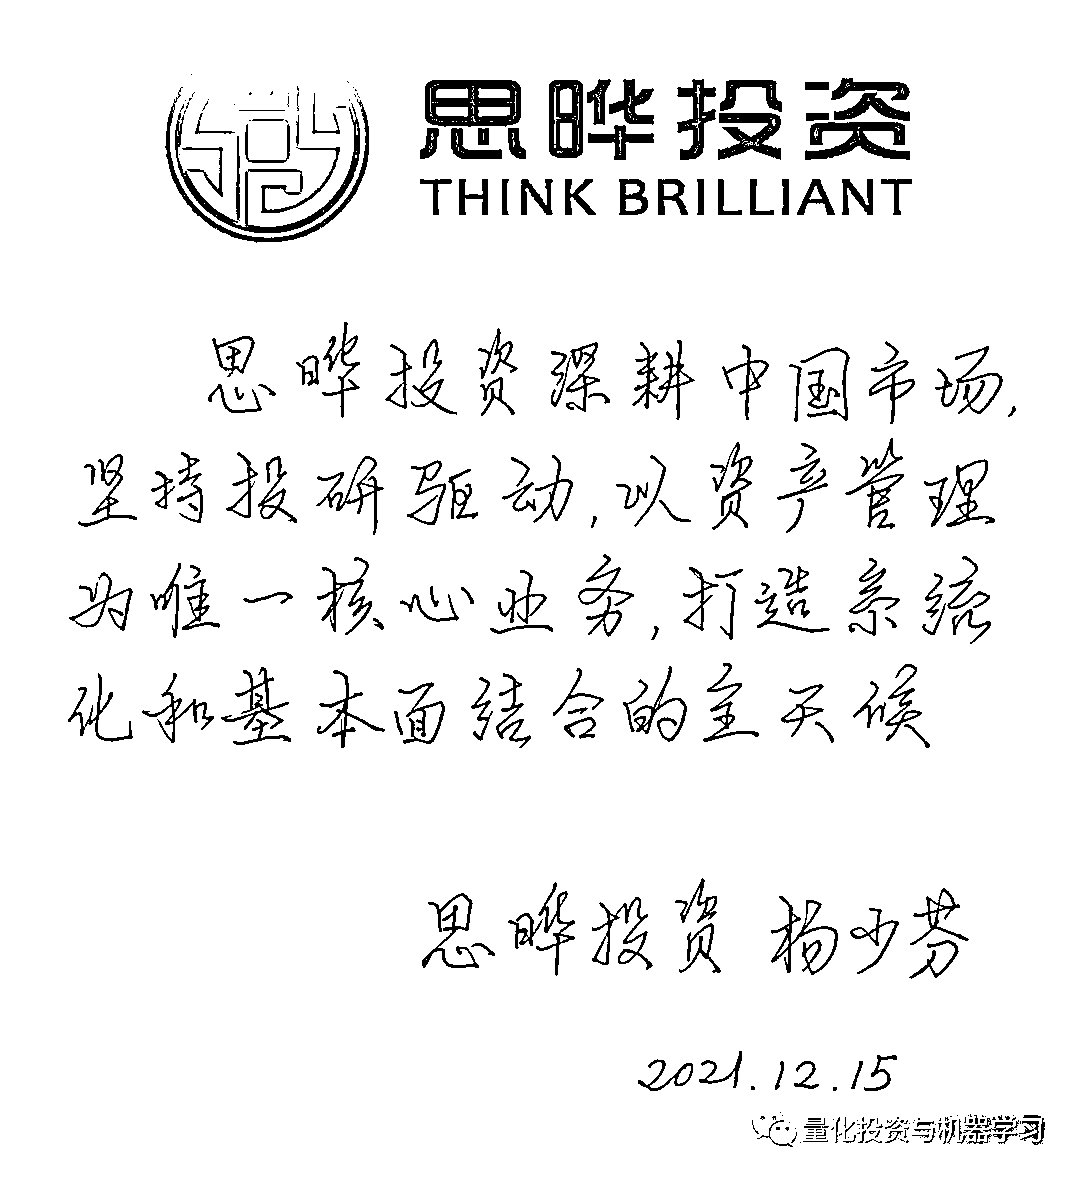 思晔投资
THINK BRILLIANT
思晔投资深耕中国市场,
坚持投研驱动,以资产管理
为唯一核心业务,打造系统
化和基本面结合的全天候
思晔投资 杨少芬
2021.12.15
量化投资与机器学习